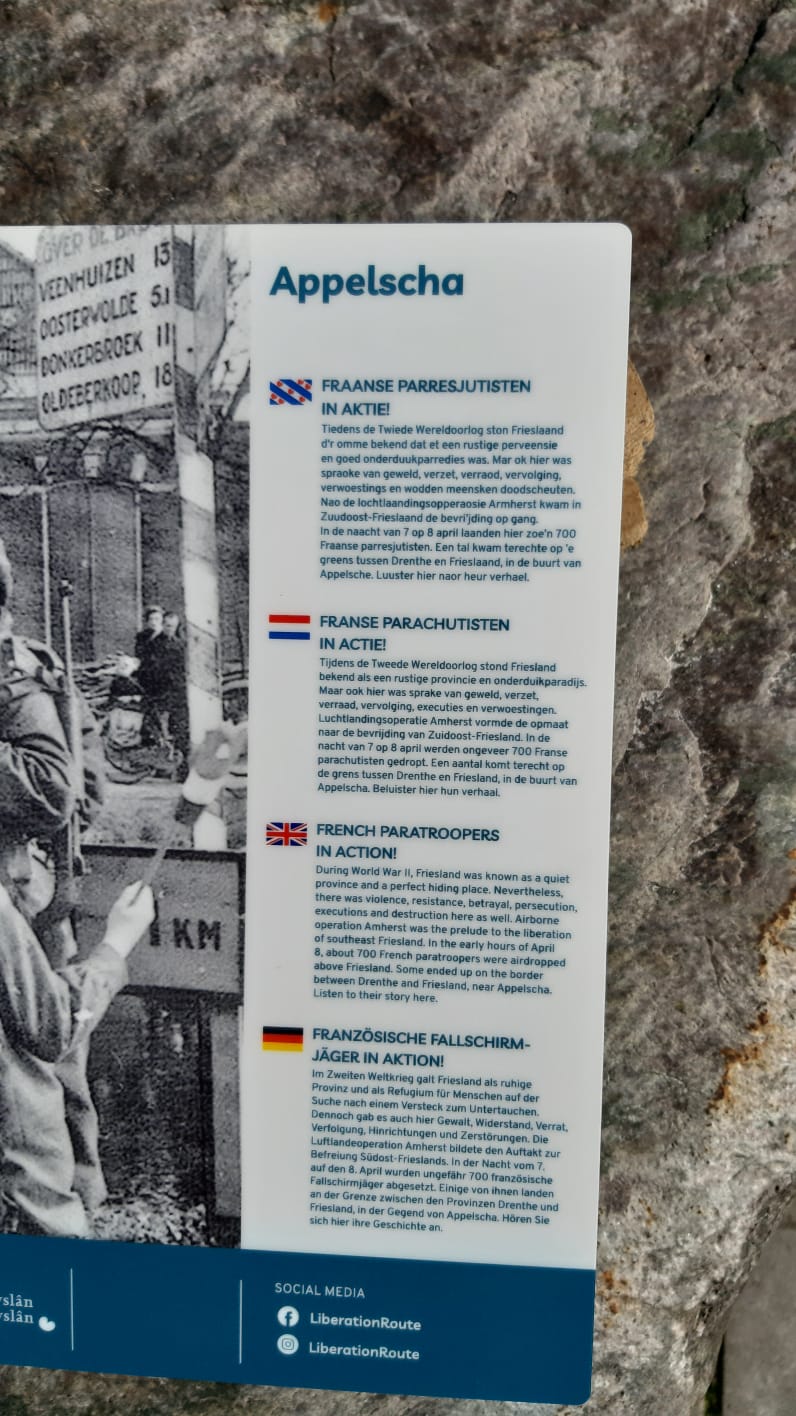 VEENHUIZEN 13
OOSTERWOLDE 5.1
DONKERBROEK 11
OLDEBERKOOP. 18
1 KM
Appelscha
FRAANSE PARRESJUTISTEN
IN AKTIE!
Tiedens de Twiede Wereldoorlog ston Frieslaand
d'r omme bekend dat et een rustige perveensie
en goed onderduukparredies was. Mar ok hier was
spraoke van geweld, verzet, verraod, vervolging,
verwoestings en wodden meensken doodscheuten.
Nao de lochtlaandingsopperaosie Armherst kwam in
Zuudoost-Frieslaand de bevri'jding op gang.
In de naacht van 7 op 8 april laanden hier zoe'n 700
Fraanse parresjutisten. Een tal kwam terechte op 'e
greens tussen Drenthe en Frieslaand, in de buurt van
Appelsche. Luuster hier naor heur verhael.
FRANSE PARACHUTISTEN
IN ACTIE!
Tijdens de Tweede Wereldoorlog stond Friesland
bekend als een rustige provincie en onderduikparadijs.
Maar ook hier was sprake van geweld, verzet,
verraad, vervolging, executies en verwoestingen.
Luchtlandingsoperatie Amherst vormde de opmaat
naar de bevrijding van Zuidoost-Friesland. In de
nacht van 7 op 8 april werden ongeveer 700 Franse
parachutisten gedropt. Een aantal komt terecht op
de grens tussen Drenthe en Friesland, in de buurt van
Appelscha. Beluister hier hun verhaal.
FRENCH PARATROOPERS
IN ACTION!
During World War II, Friesland was known as a quiet
province and a perfect hiding place. Nevertheless,
there was violence, resistance, betrayal, persecution,
executions and destruction here as well. Airborne
operation Amherst was the prelude to the liberation
of southeast Friesland. In the early hours of April
8, about 700 French paratroopers were airdropped
above Friesland. Some ended up on the border
between Drenthe and Friesland, near Appelscha.
Listen to their story here.
FRANZÖSISCHE FALLSCHIRM-
JÄGER IN AKTION!
Im Zweiten Weltkrieg galt Friesland als ruhige
Provinz und als Refugium für Menschen auf der
Suche nach einem Versteck zum Untertauchen.
Dennoch gab es auch hier Gewalt, Widerstand, Verrat,
Verfolgung, Hinrichtungen und Zerstörungen. Die
Luftlandeoperation Amherst bildete den Auftakt zur
Befreiung Südost-Frieslands. In der Nacht vom 7.
auf den 8. April wurden ungefähr 700 französische
Fallschirmjäger abgesetzt. Einige von ihnen landen
an der Grenze zwischen den Provinzen Drenthe und
Friesland, in der Gegend von Appelscha. Hören Sie
sich hier ihre Geschichte an.
SOCIAL MEDIA
LiberationRoute
LiberationRoute